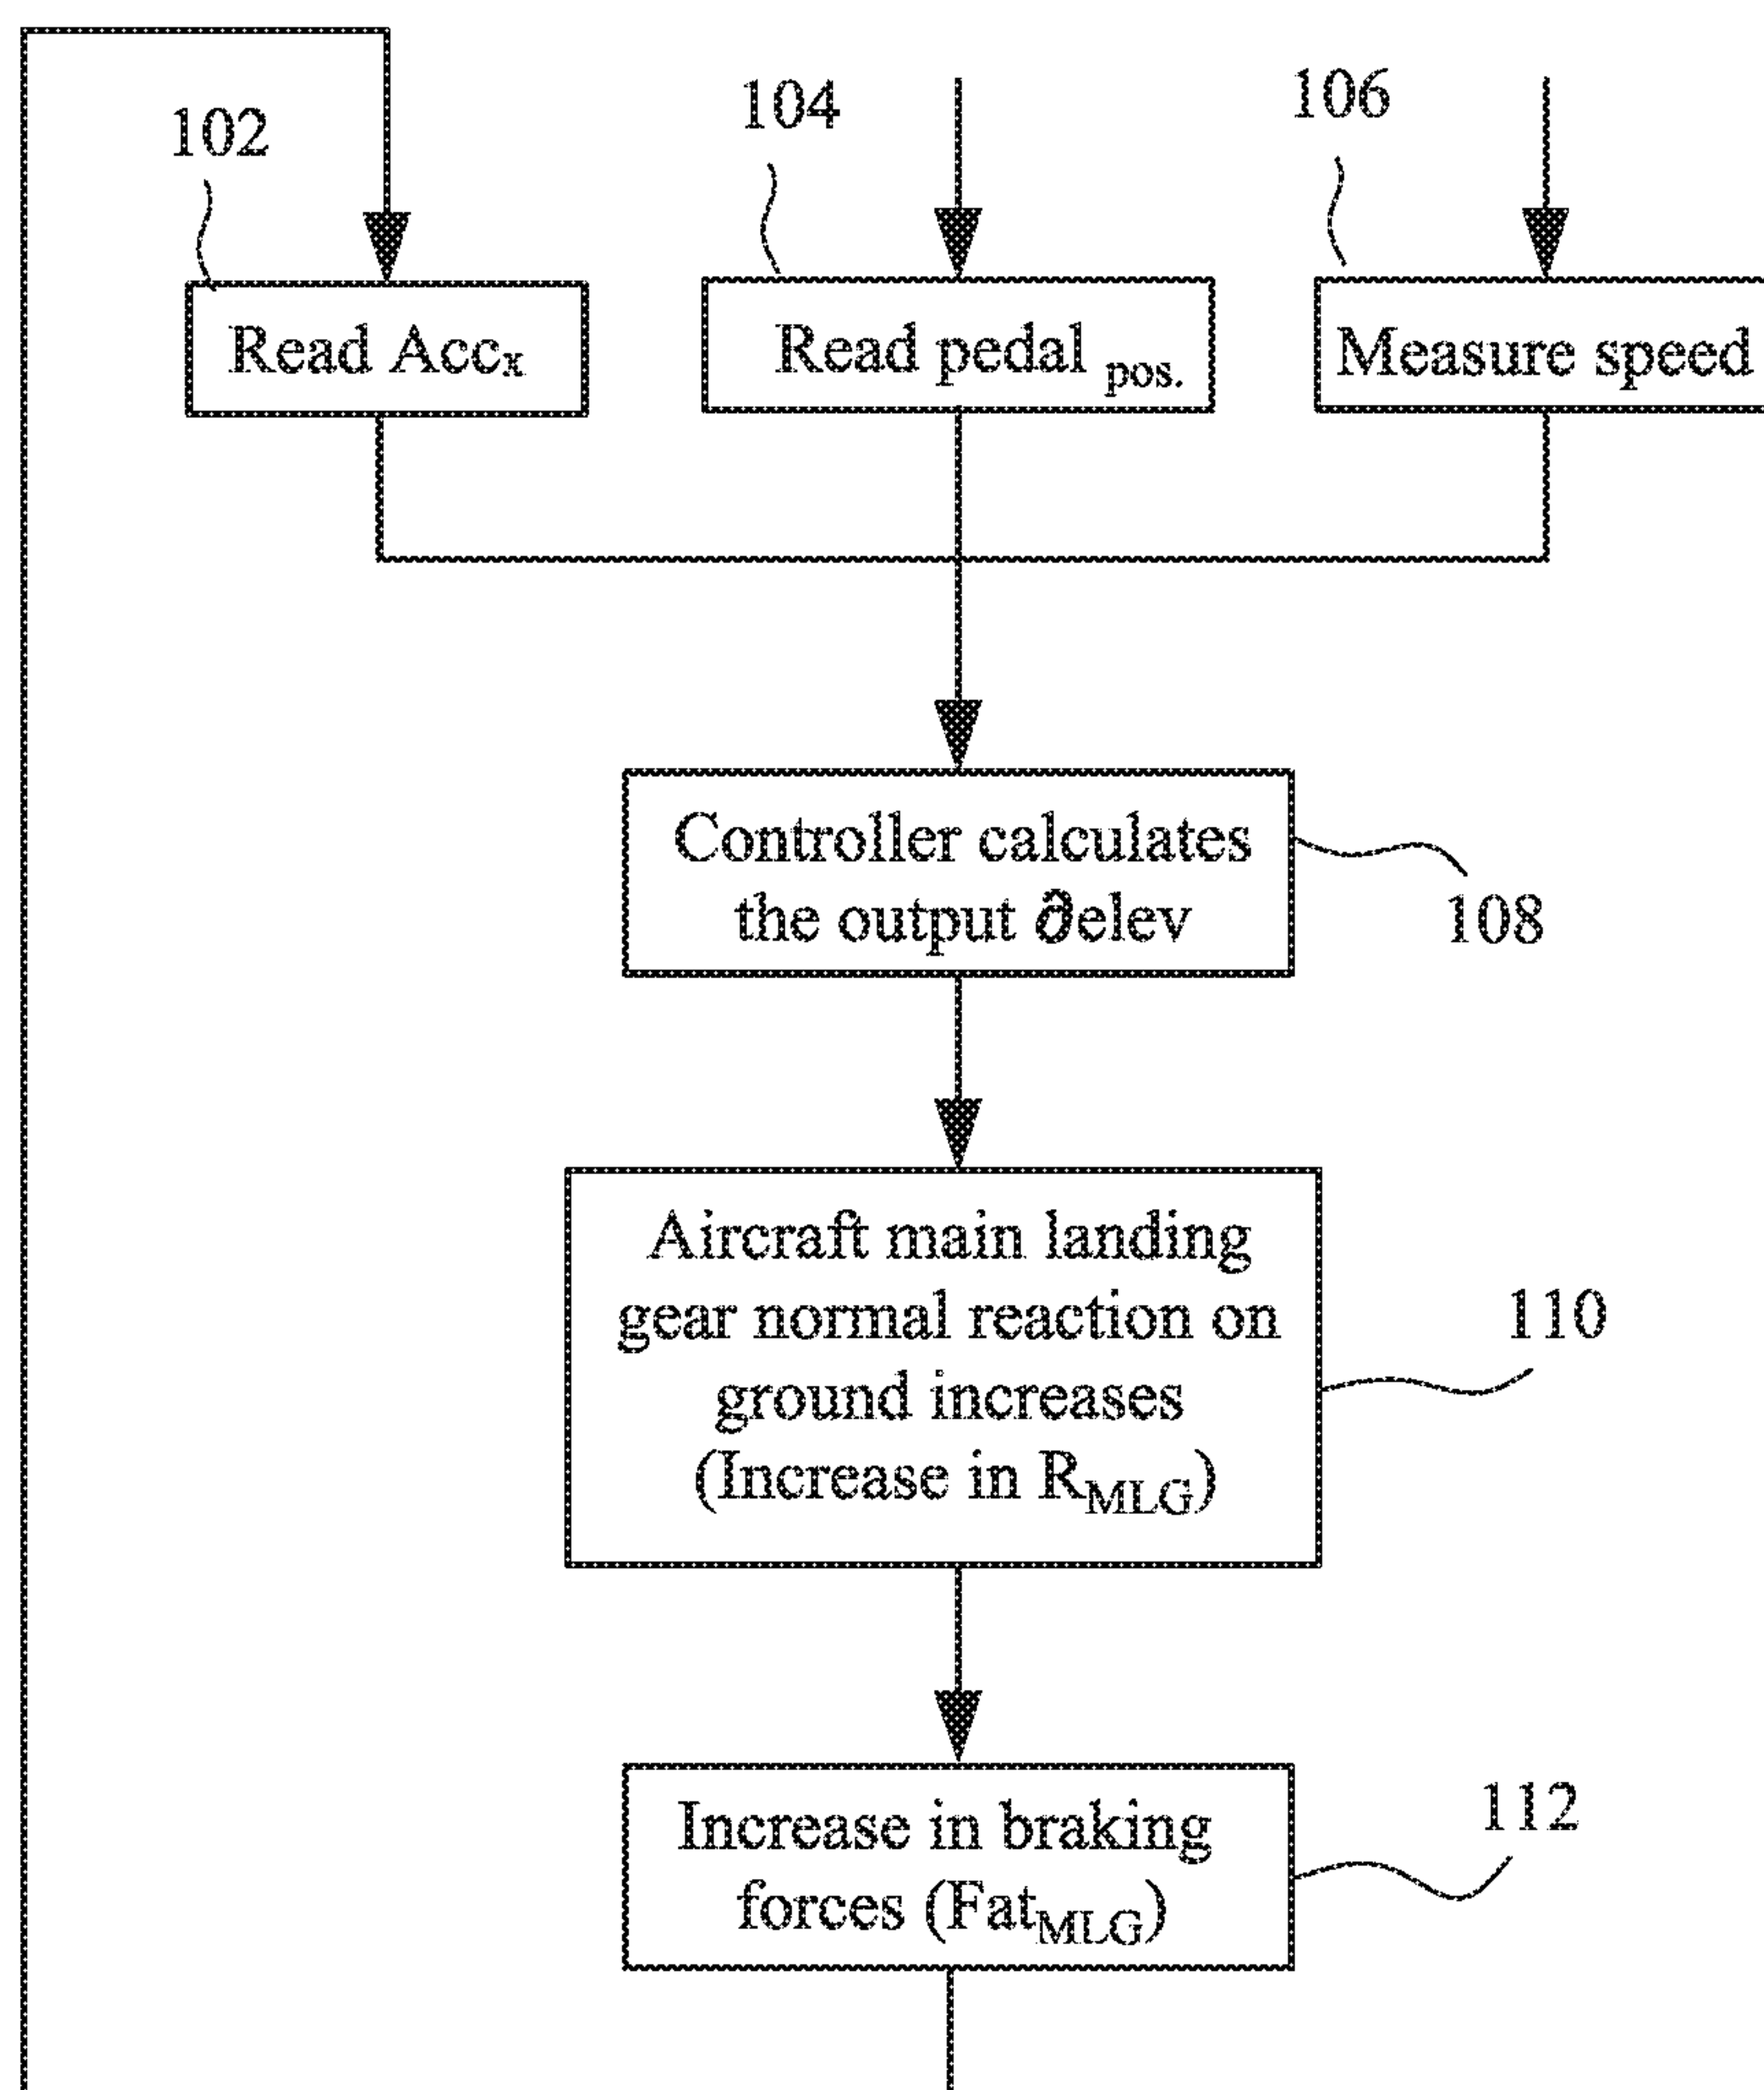 102
104
106
Read Accx
Read pedal pos.
Measure speed
Controller calculates
the output ∂elev
108
Aircraft main landing
gear normal reaction on
ground increases
(Increase in RMLG)
110
Increase in braking
forces (FatMLG)
112